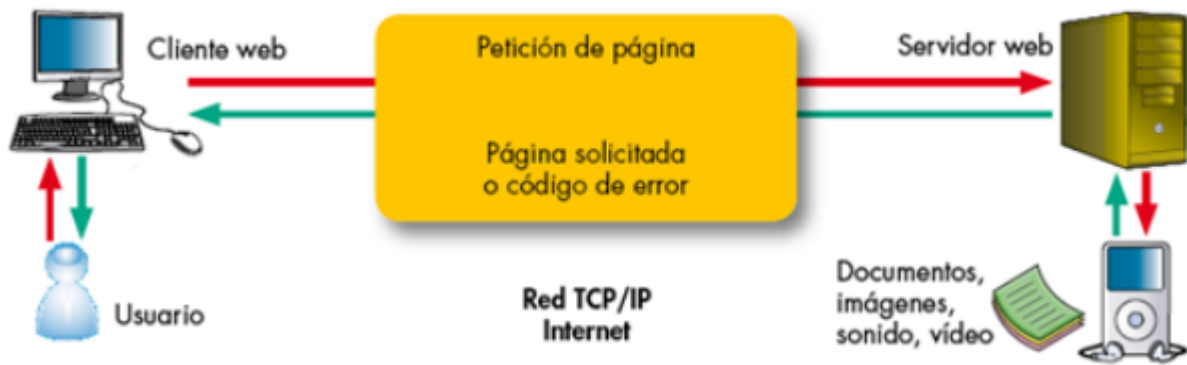 Cliente web
Petición de página
Servidor web
Página solicitada
o código de error
Usuario
Red TCP/IP
Internet
Documentos,
imágenes,
sonido, vídeo